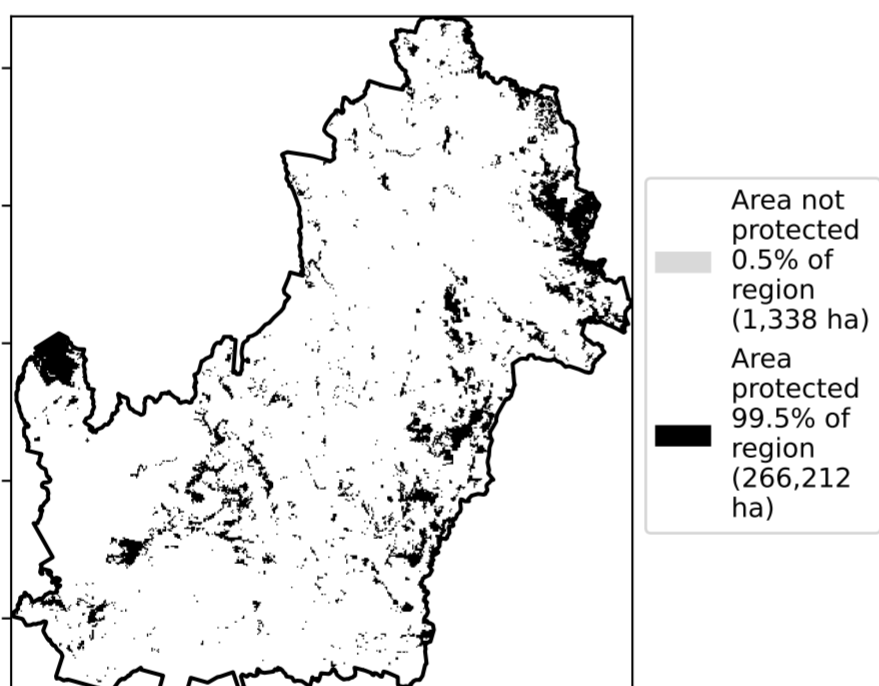 Area not
protected
0.5% of
region
(1,338 ha)
Area
protected
99.5% of
region
(266,212
ha)